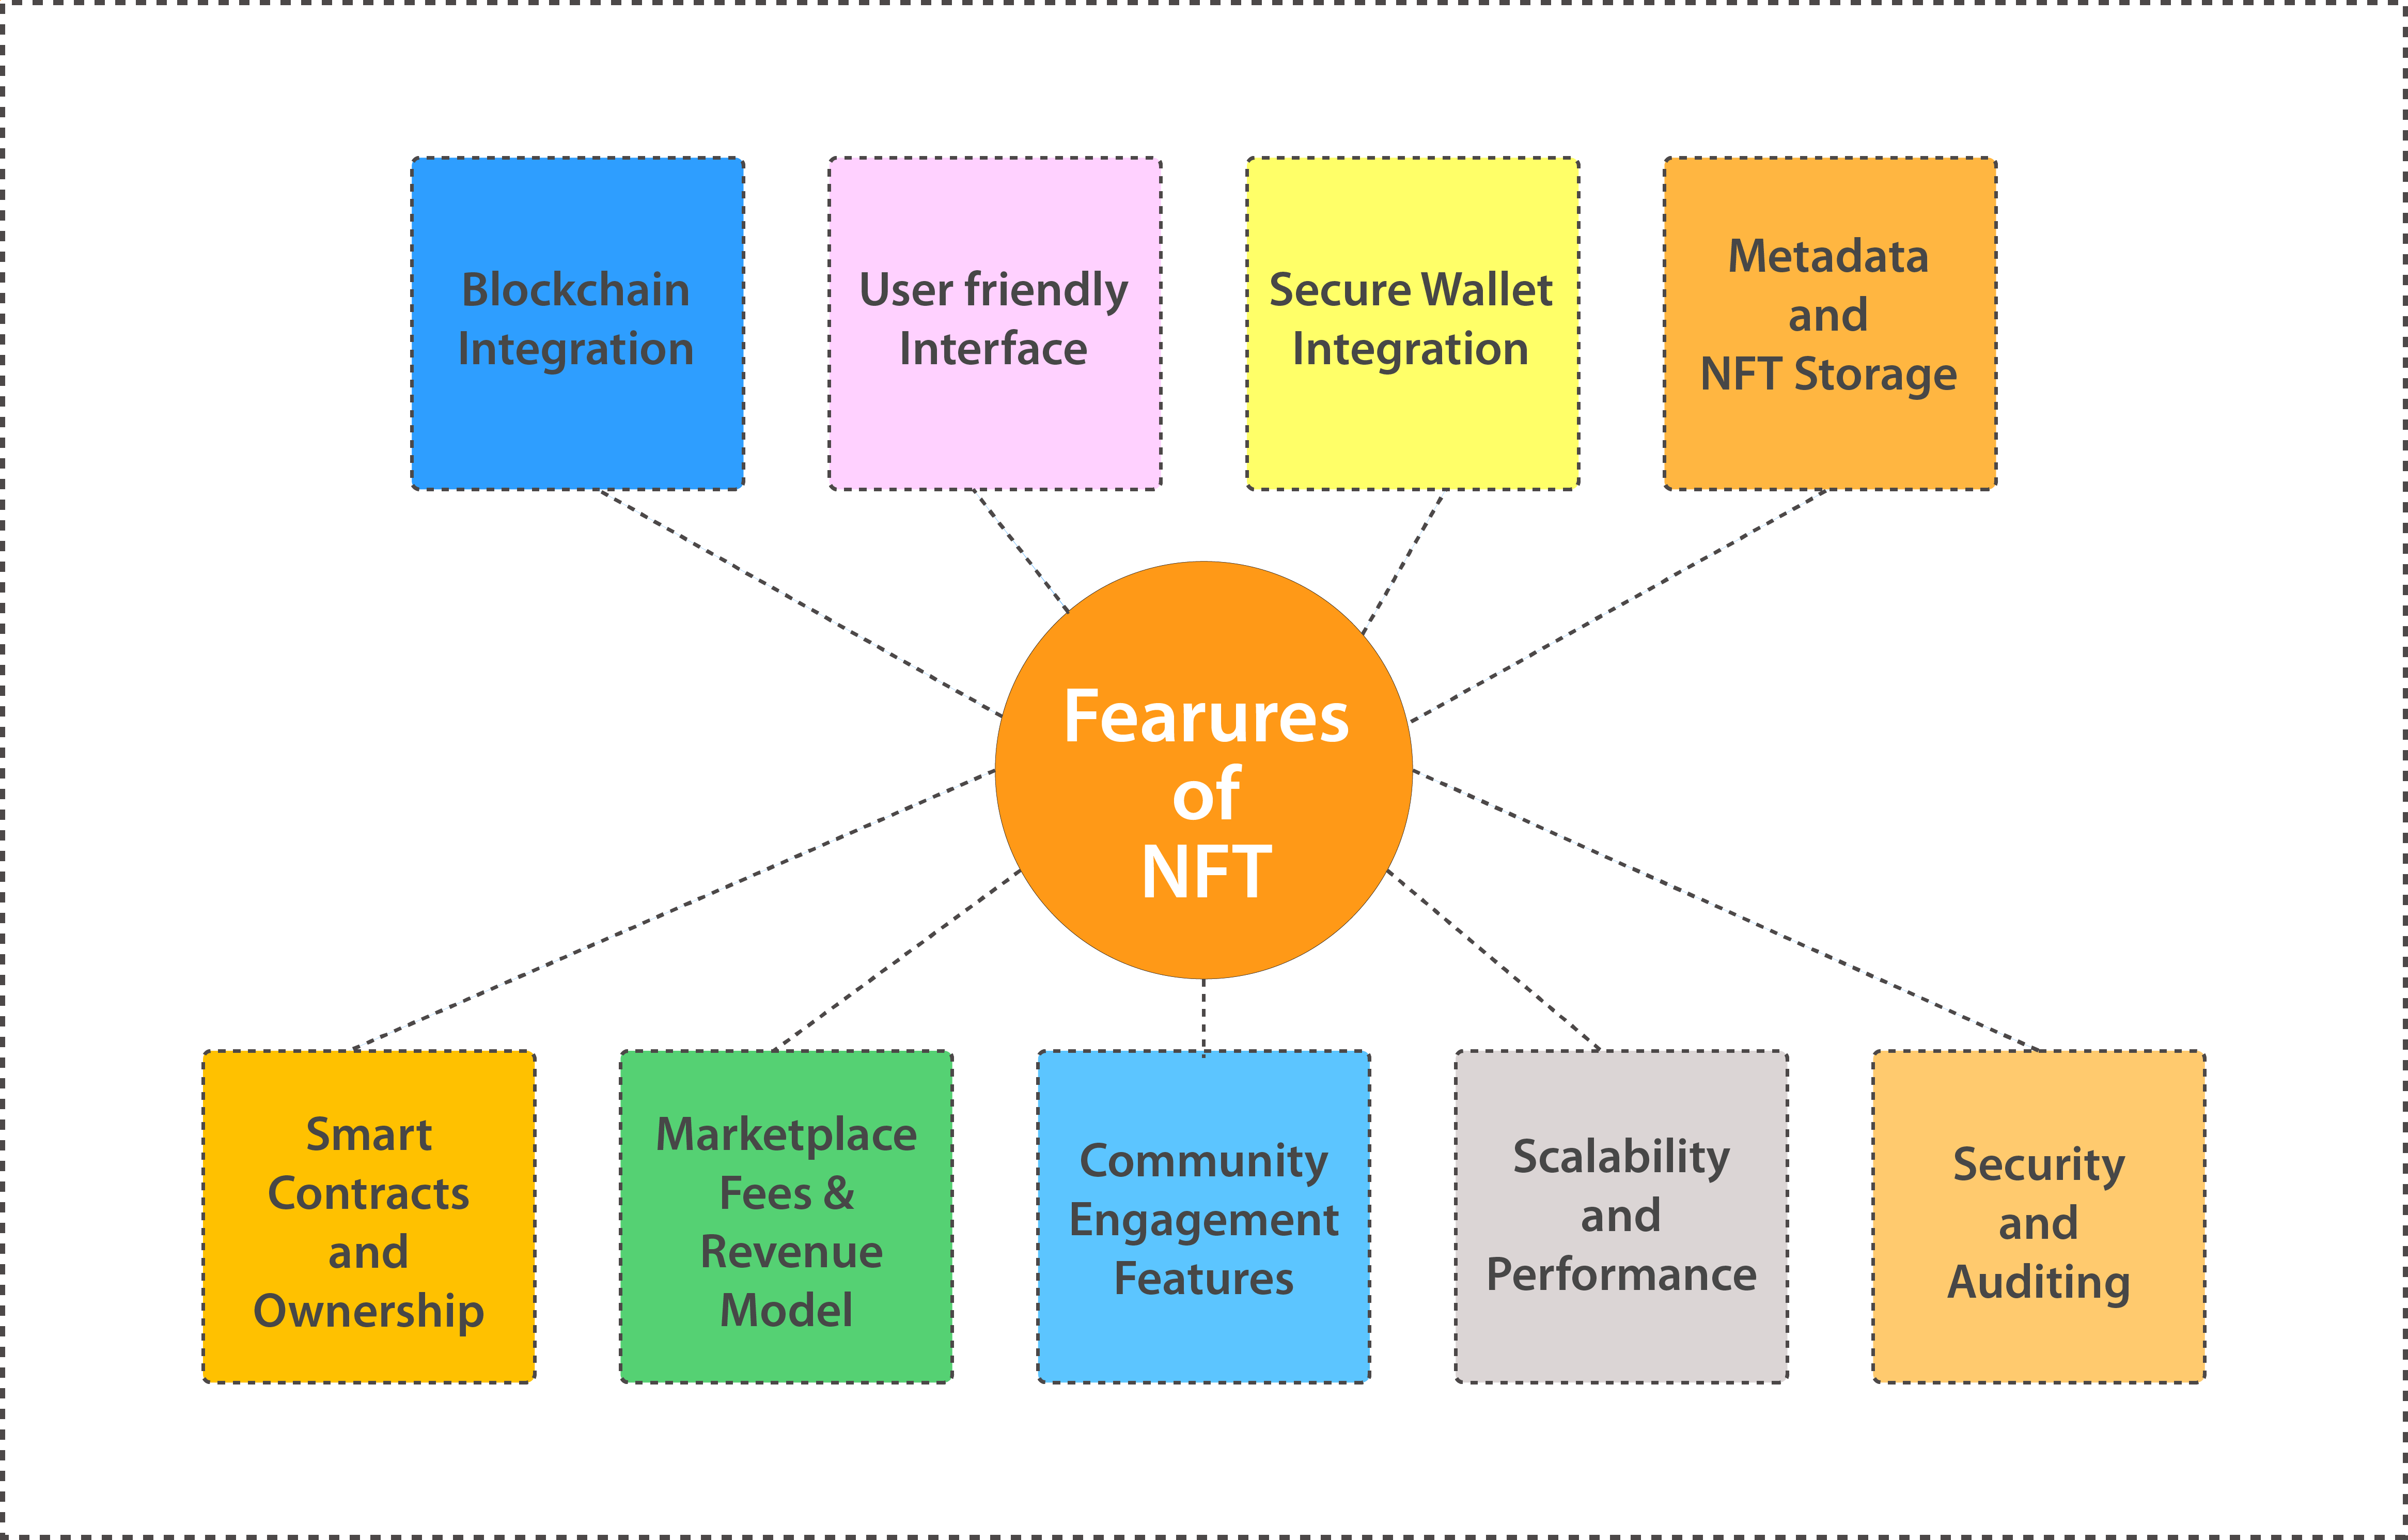 Blockchain
Integration
User friendly
Interface
Secure Wallet
Integration
Metadata
and
NFT Storage
Fearures
of
NFT
Smart
Contracts
and
Ownership
Marketplace
Fees &
Revenue
Model
Community
Engagement
Features
Scalability
and
Performance
Security
and
Auditing